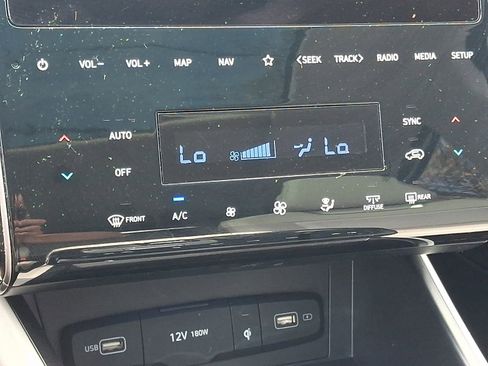 VOL− VOL+ MAP NAV <SEEK TRACK> RADIO MEDIA SETUP
AUTO SYNC
Lo Lo
OFF
FRONT A/C DIFFUSE REAR
USB 12V 180W